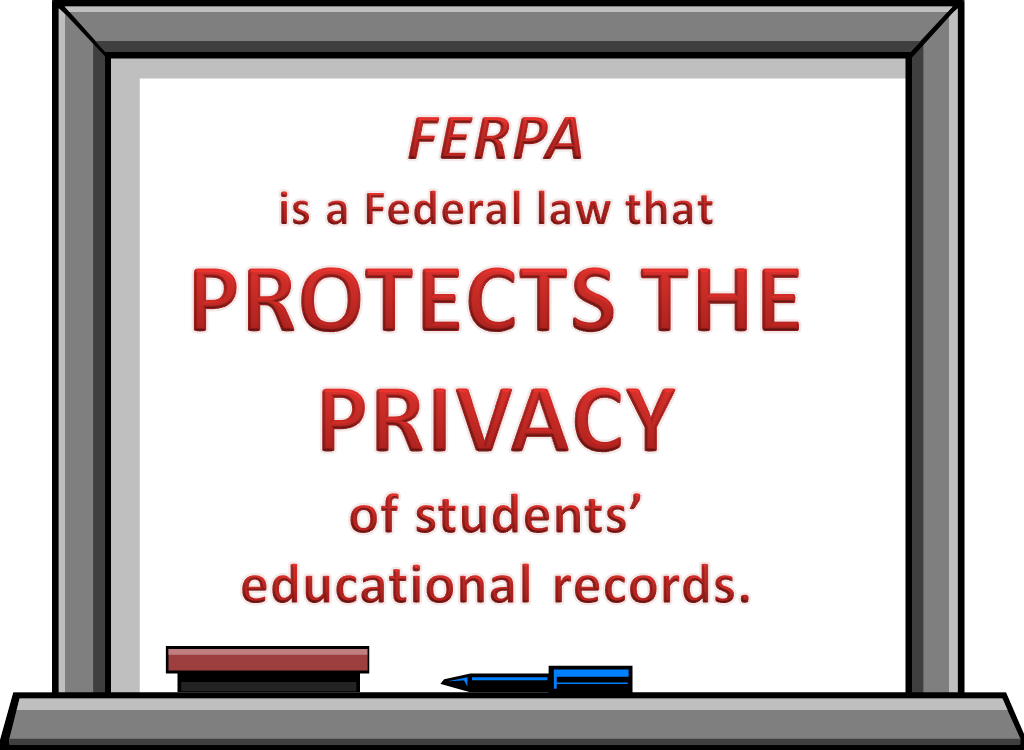 FERPA
is a Federal law that
PROTECTS THE
PRIVACY
of students’
educational records.